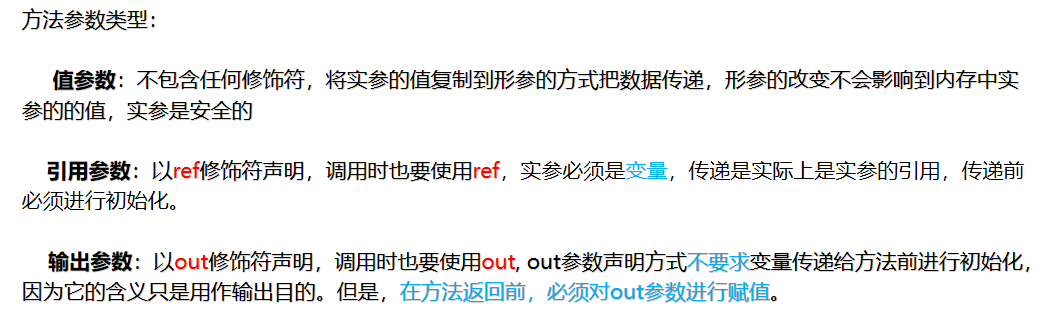 方法参数类型：
值参数：不包含任何修饰符，将实参的值复制到形参的方式把数据传递，形参的改变不会影响到内存中实
参的的值，实参是安全的
引用参数：以ref修饰符声明，调用时也要使用ref，实参必须是变量，传递是实际上是实参的引用，传递前
必须进行初始化。
输出参数：以out修饰符声明，调用时也要使用out, out参数声明方式不要求变量传递给方法前进行初始化，
因为它的含义只是用作输出目的。但是，在方法返回前，必须对out参数进行赋值。